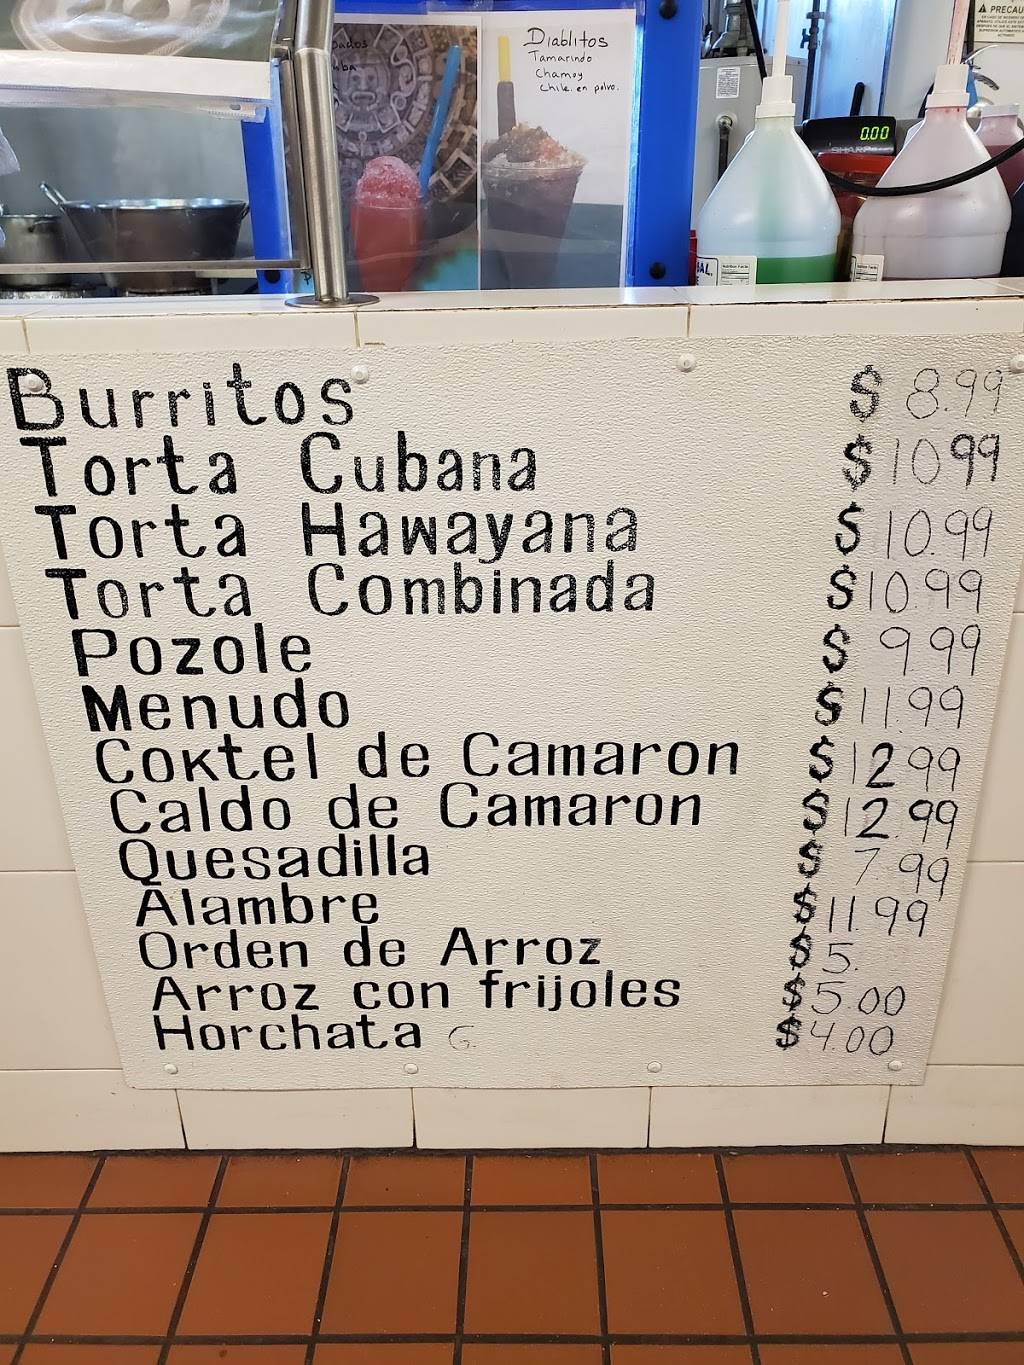 Diablitos
Tamarindo
Chamoy
Chile en polvo.
PRECAU
0.00
SHARP
Burritos $ 8.99
Torta Cubana $10.99
Torta Hawayana $10.99
Torta Combinada $10.99
Pozole $ 9.99
Menudo $11.99
Coktel de Camaron $12.99
Caldo de Camaron $12.99
Quesadilla $ 7.99
Alambre $11.99
Orden de Arroz $5.
Arroz con frijoles $5.00
Horchata G. $4.00